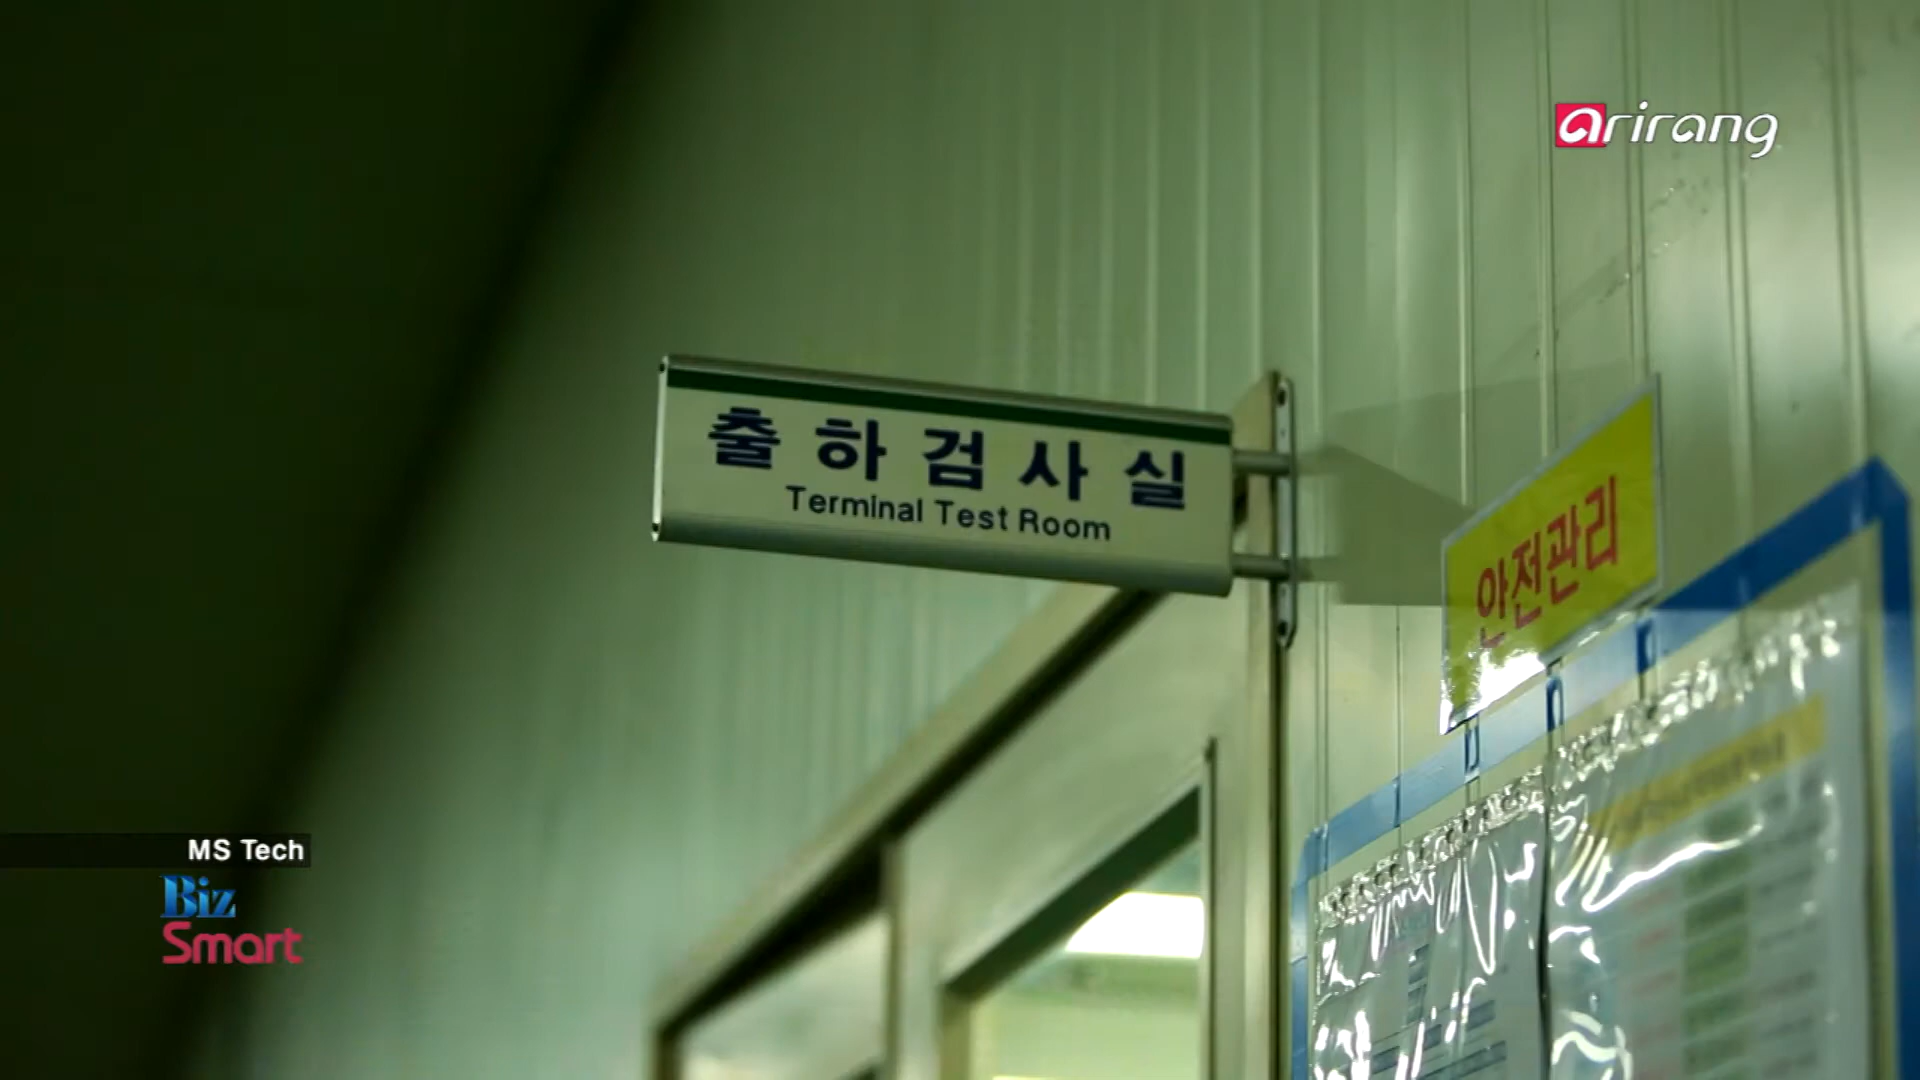 arirang
출하검사실
Terminal Test Room
안전관리
MS Tech
Biz
Smart